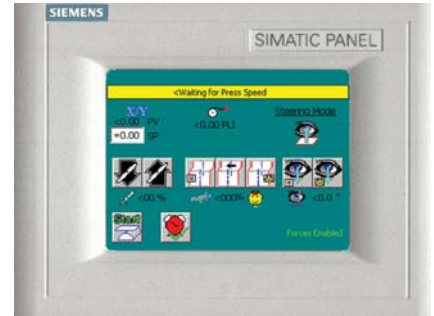 SIEMENS
SIMATIC PANEL
<Waiting for Press Speed
X/Y
<0.00 PV
<0.00 PLI
Steering Mode
=0.00 SP
<00 %
<000%
<0.0 "
Start
Forces Enabled